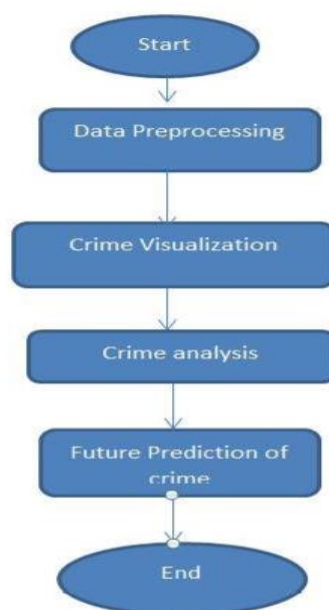 Start
Data Preprocessing
Crime Visualization
Crime analysis
Future Prediction of
crime
End